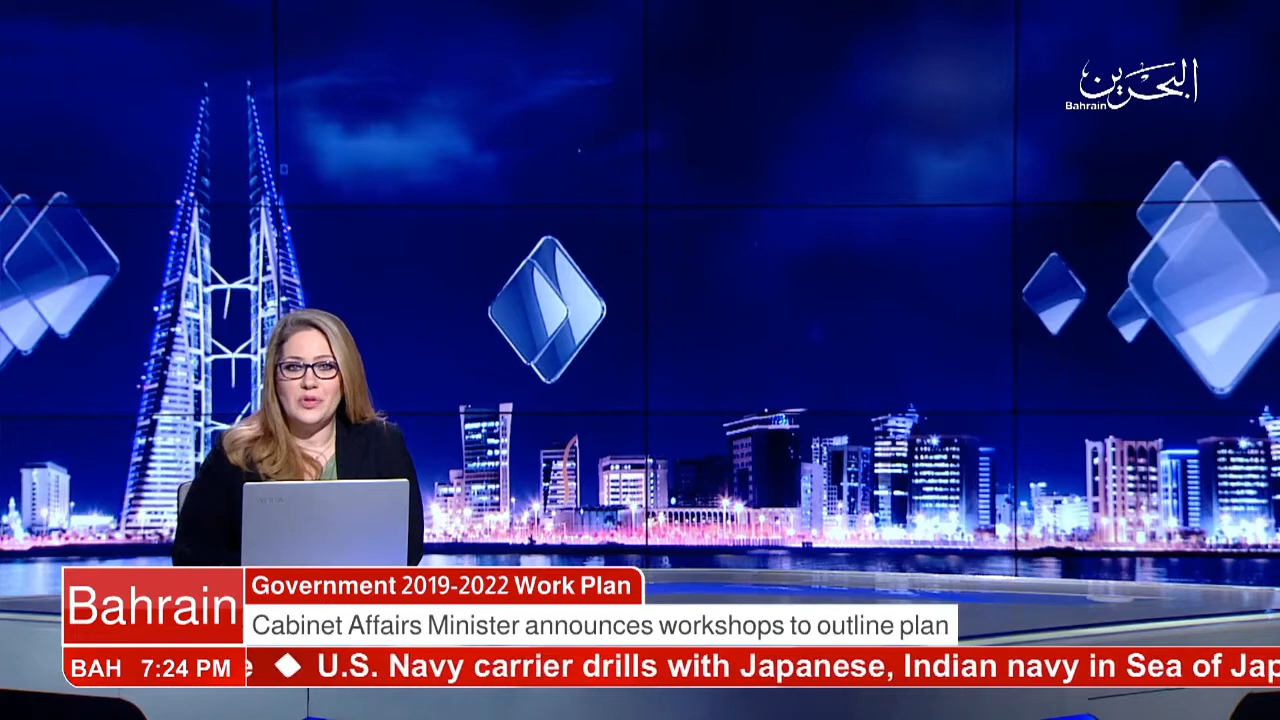 البحرين
Bahrain
Government 2019-2022 Work Plan
Bahrain
Cabinet Affairs Minister announces workshops to outline plan
BAH 7:24 PM
e ◆ U.S. Navy carrier drills with Japanese, Indian navy in Sea of Jap